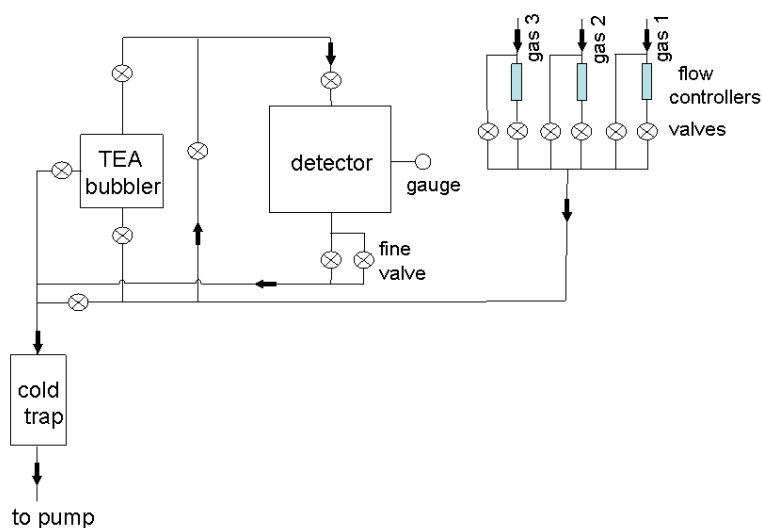 gas 3
gas 2
gas 1
flow
controllers
valves
TEA
bubbler
detector
gauge
fine
valve
cold
trap
to pump